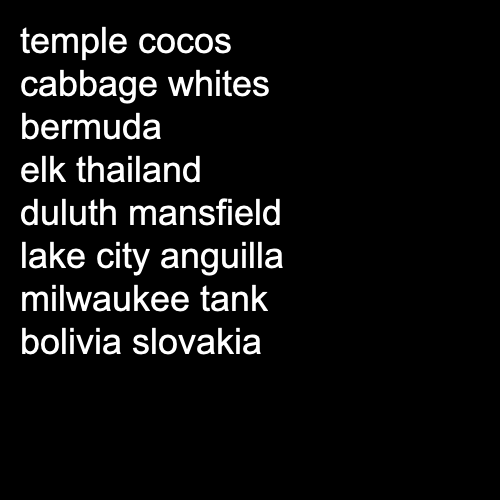 temple cocos
cabbage whites
bermuda
elk thailand
duluth mansfield
lake city anguilla
milwaukee tank
bolivia slovakia